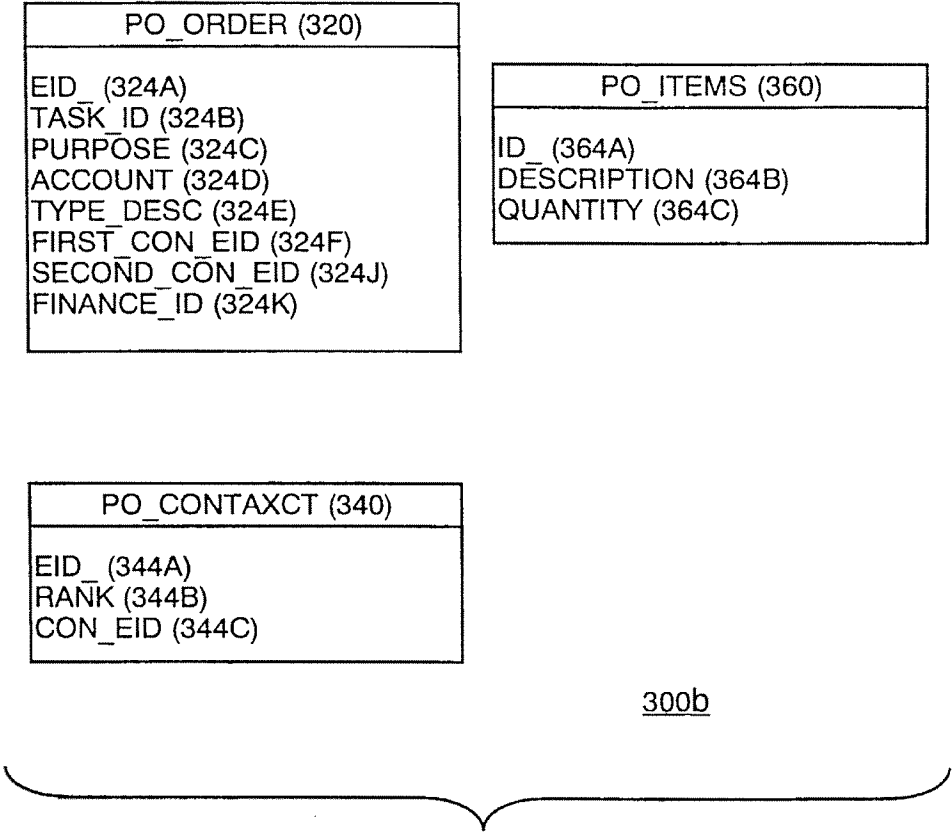 PO_ORDER (320)
EID_ (324A)
TASK_ID (324B)
PURPOSE (324C)
ACCOUNT (324D)
TYPE_DESC (324E)
FIRST_CON_EID (324F)
SECOND_CON_EID (324J)
FINANCE_ID (324K)
PO_ITEMS (360)
ID_ (364A)
DESCRIPTION (364B)
QUANTITY (364C)
PO_CONTAXCT (340)
EID_ (344A)
RANK (344B)
CON_EID (344C)
300b